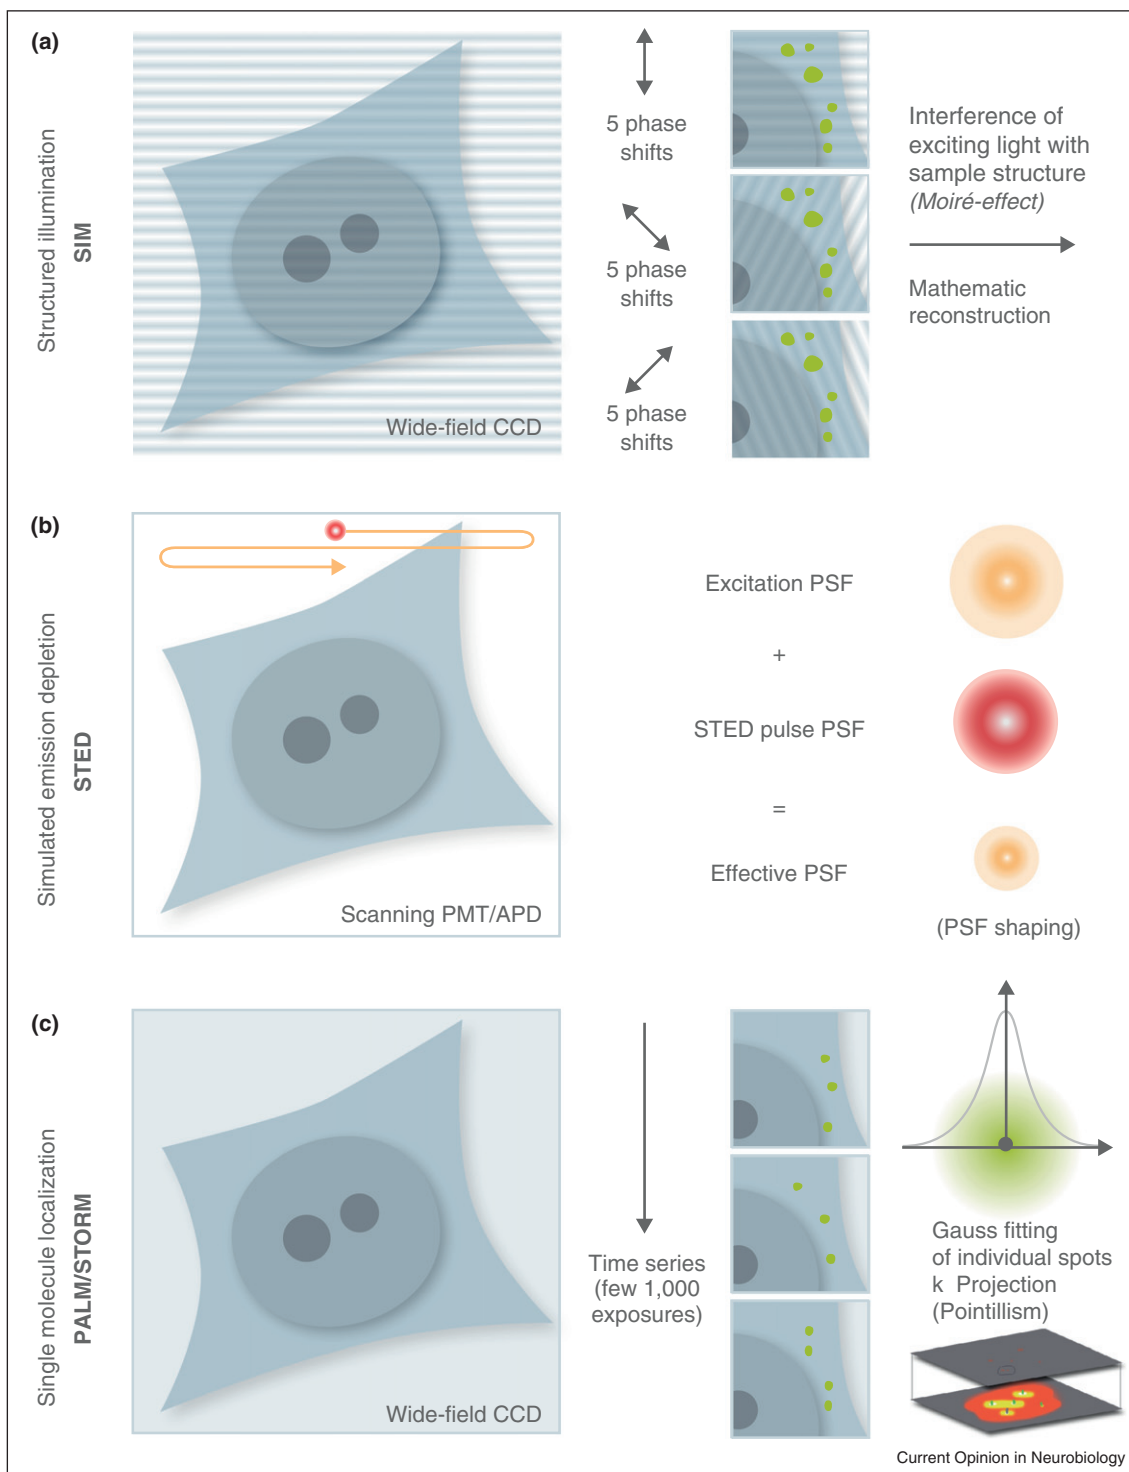 (a)
Structured illumination
SIM
Wide-field CCD
5 phase
shifts
5 phase
shifts
5 phase
shifts
Interference of
exciting light with
sample structure
(Moiré-effect)
Mathematic
reconstruction
(b)
Simulated emission depletion
STED
Scanning PMT/APD
Excitation PSF
+
STED pulse PSF
=
Effective PSF
(PSF shaping)
(c)
Single molecule localization
PALM/STORM
Wide-field CCD
Time series
(few 1,000
exposures)
Gauss fitting
of individual spots
k Projection
(Pointillism)
Current Opinion in Neurobiology